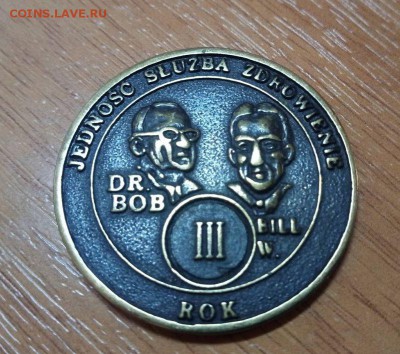 COINS.LAVE.RU
JEDNOŚĆ SŁUŻBA ZDROWIENIE
DR. BOB
BILL W.
III
ROK